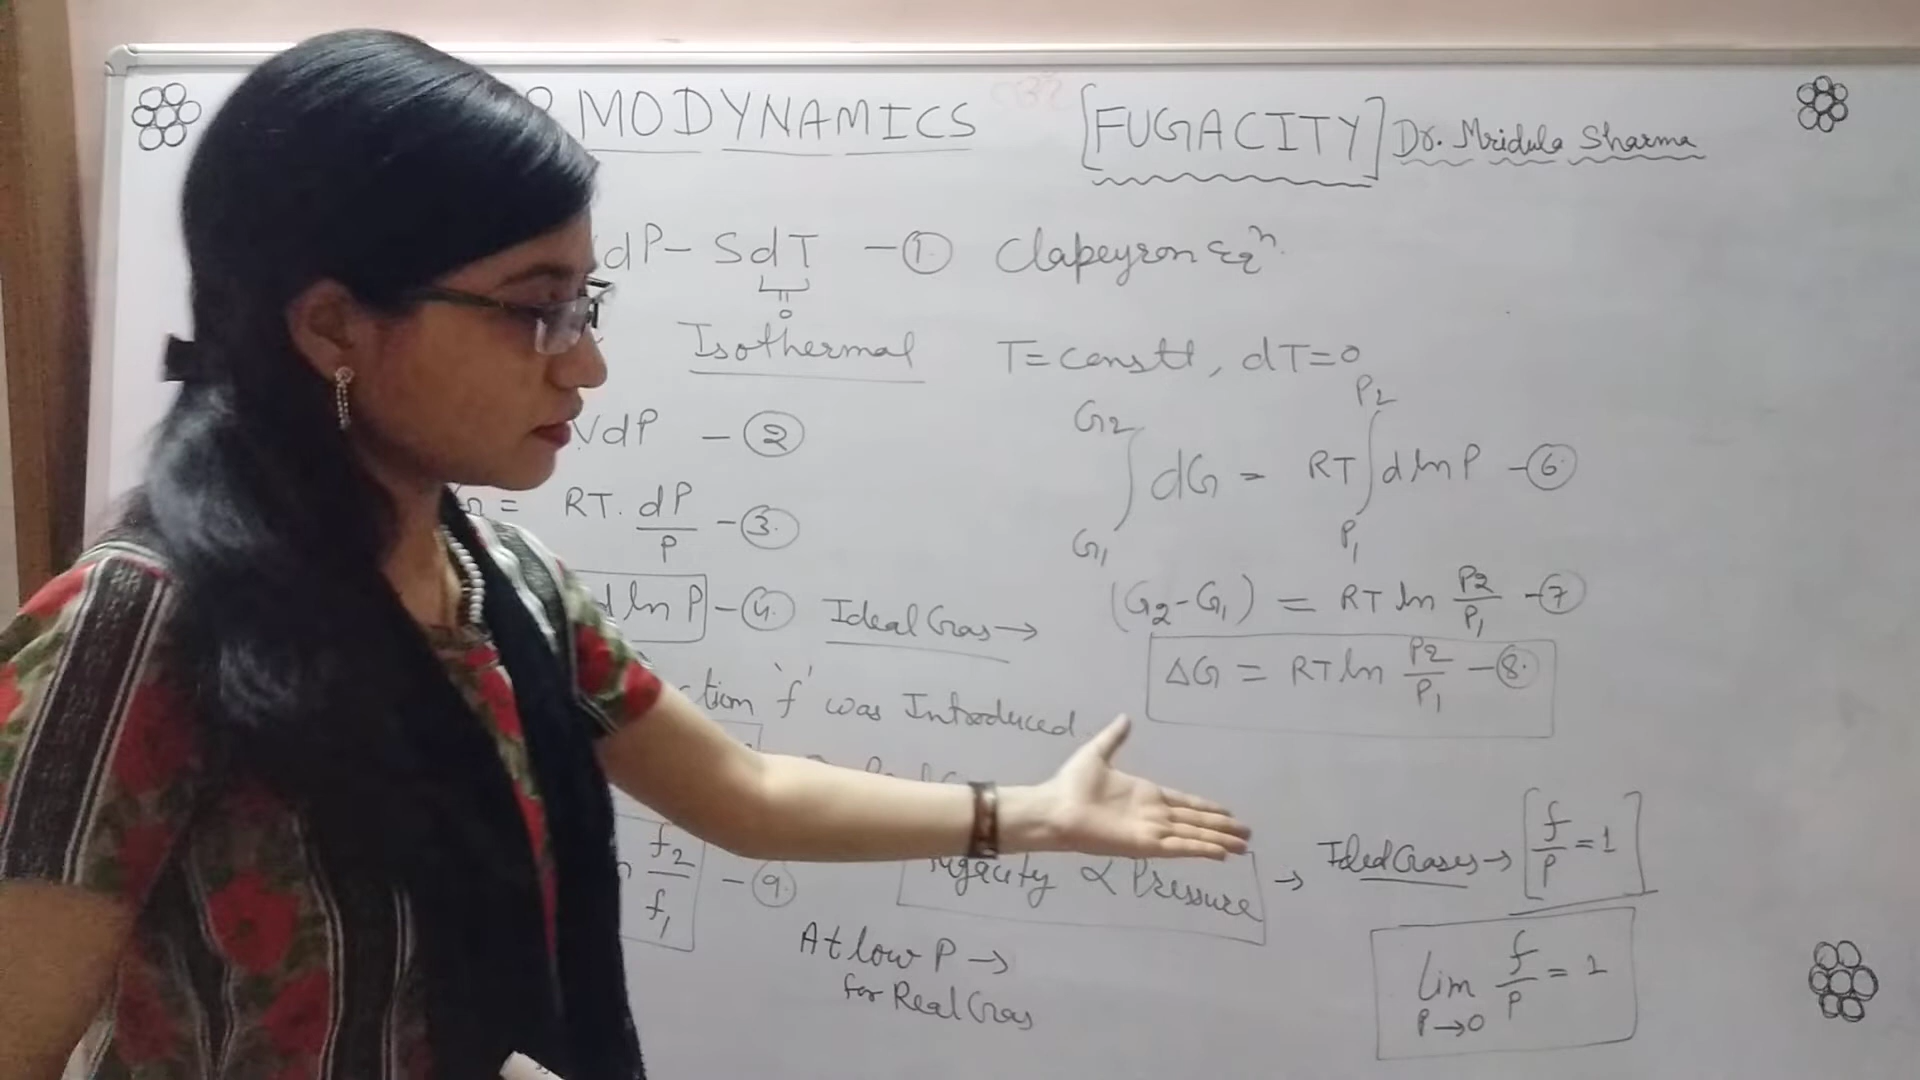 MODYNAMICS [FUGACITY] Dr. Mridula Sharma
dP - SdT - ① Clapeyron Eqⁿ.
0
Isothermal T = constt, dT = 0
VdP - ②
= RT. dP/P - ③
d ln P - ④ Ideal Gas →
∫_{G1}^{G2} dG = RT ∫_{P1}^{P2} d ln P - ⑥
(G2 - G1) = RT ln P2/P1 - ⑦
ΔG = RT ln P2/P1 - ⑧
ction 'f' was Introduced
f2/f1 - ⑨
fugacity ∝ Pressure → Ideal Gases → [f/P = 1]
At low P →
for Real Gas
lim P→0 f/P = 1